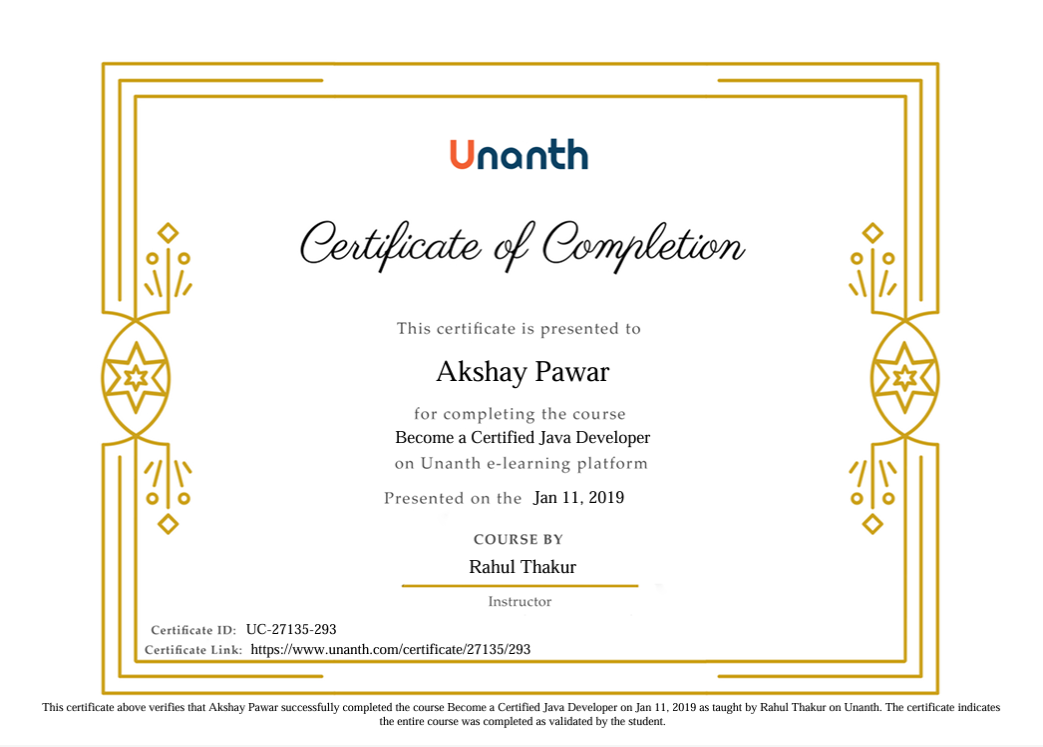 Unanth
Certificate of Completion
This certificate is presented to
Akshay Pawar
for completing the course
Become a Certified Java Developer
on Unanth e-learning platform
Presented on the Jan 11, 2019
COURSE BY
Rahul Thakur
Instructor
Certificate ID: UC-27135-293
Certificate Link: https://www.unanth.com/certificate/27135/293
This certificate above verifies that Akshay Pawar successfully completed the course Become a Certified Java Developer on Jan 11, 2019 as taught by Rahul Thakur on Unanth. The certificate indicates
the entire course was completed as validated by the student.